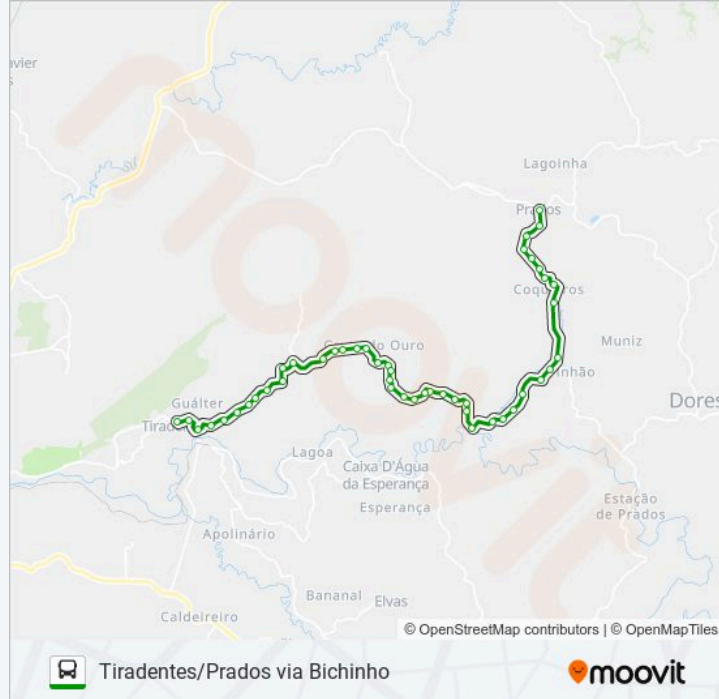 Lagoinha
Prados
Coqueiros
Muniz
Dores
Guálter
Lagoa
Caixa D'Água
da Esperança
Esperança
Estação
de Prados
Apolinário
Bananal
Elvas
Caldeireiro
© OpenStreetMap contributors | © OpenMapTiles
Tiradentes/Prados via Bichinho
moovit